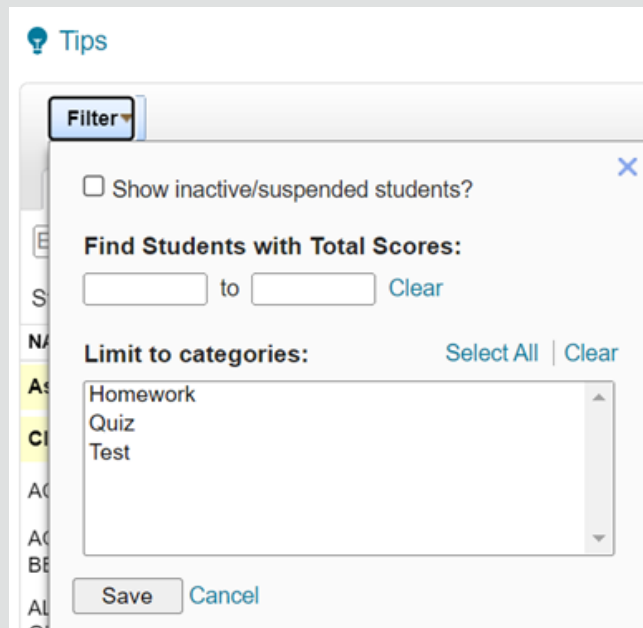 Tips
Filter
Show inactive/suspended students?
Find Students with Total Scores:
to Clear
Limit to categories: Select All Clear
Homework
Quiz
Test
Save Cancel